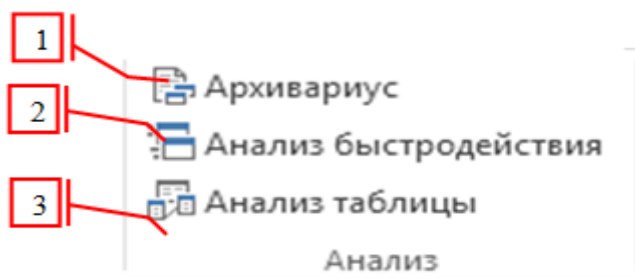 1 Архивариус
2 Анализ быстродействия
3 Анализ таблицы
Анализ